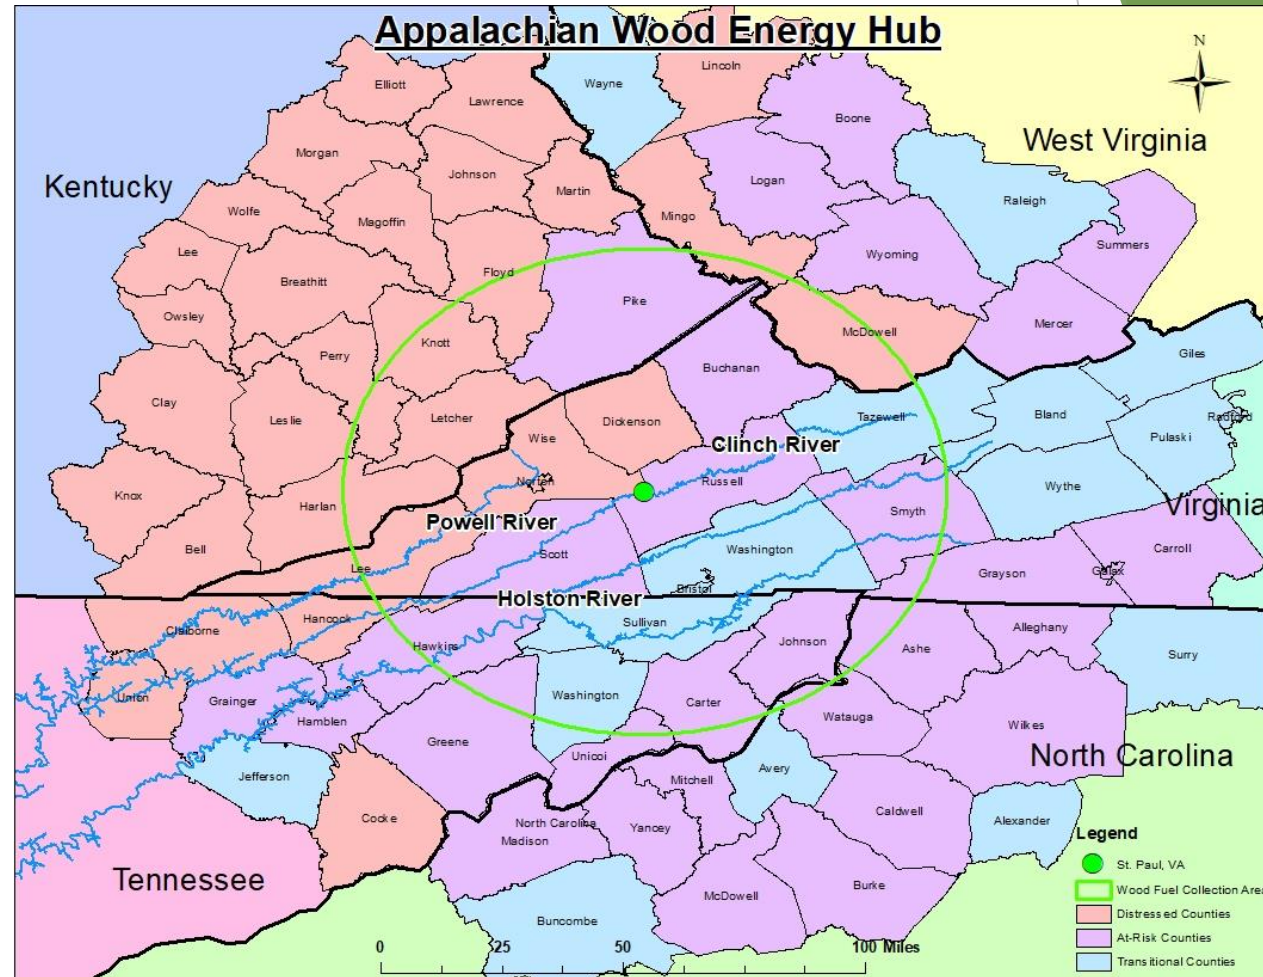 Appalachian Wood Energy Hub
N
Lincoln
Wayne
Elliott
Lawrence
Boone
West Virginia
Morgan
Johnson
Logan
Kentucky
Martin
Raleigh
Wolfe
Magoffin
Mingo
Summers
Lee
Wyoming
Floyd
Breathitt
Pike
Owsley
Mercer
McDowell
Knott
Perry
Giles
Buchanan
Clay
Letcher
Leslie
Dickenson
Tazewell
Bland
Radford
Wise
Pulaski
Clinch River
Norton
Russell
Wythe
Knox
Harlan
Virginia
Smyth
Powell River
Bell
Scott
Washington
Carroll
Lee
Grayson
Galax
Bristol
Holston River
Hancock
Sullivan
Claiborne
Alleghany
Hawkins
Johnson
Ashe
Surry
Union
Grainger
Washington
Carter
Hamblen
Watauga
Wilkes
Greene
Unicoi
North Carolina
Jefferson
Mitchell
Avery
Cocke
Caldwell
North Carolina
Madison
Yancey
Alexander
Tennessee
Burke
McDowell
Buncombe
0 25 50 100 Miles
Legend
St. Paul, VA
Wood Fuel Collection Area
Distressed Counties
At-Risk Counties
Transitional Counties